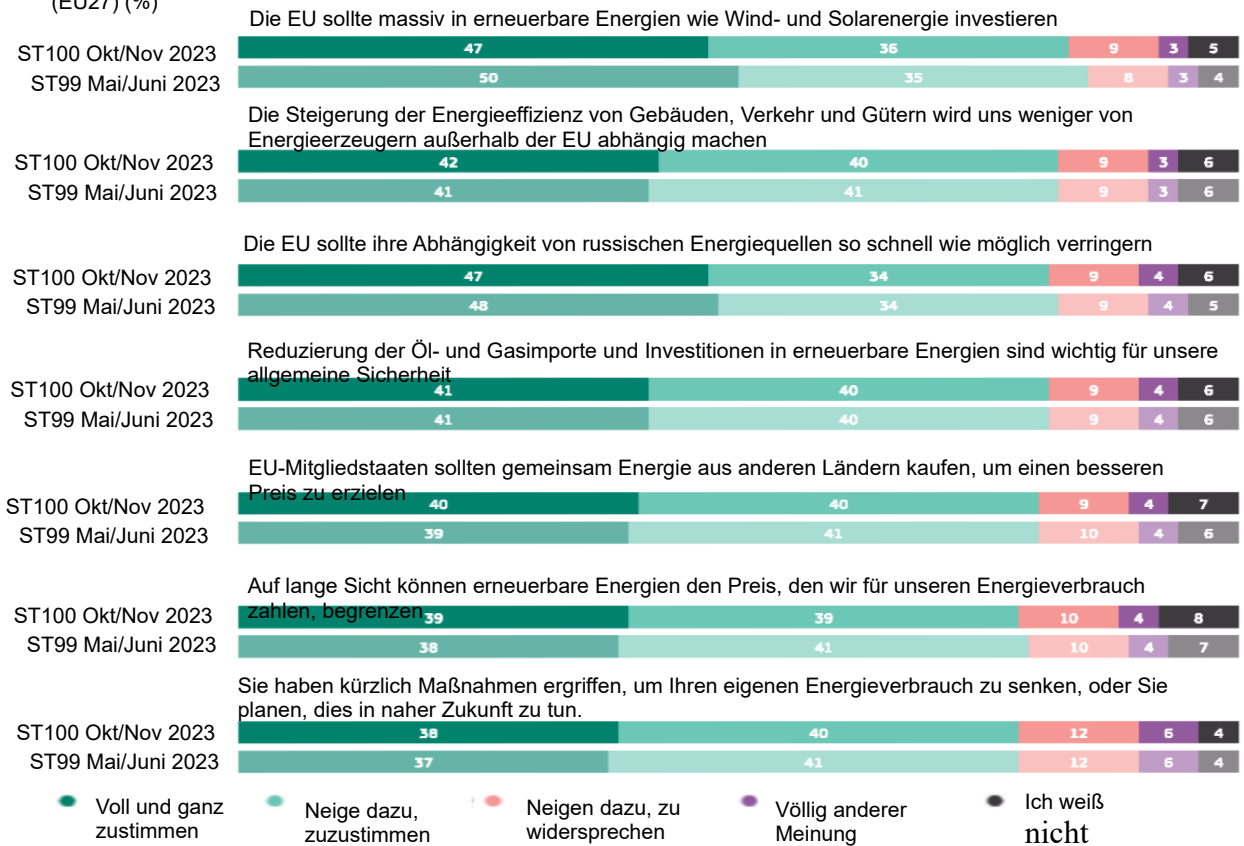 (EU27) (%)
Die EU sollte massiv in erneuerbare Energien wie Wind- und Solarenergie investieren
ST100 Okt/Nov 2023 47 36 9 3 5
ST99 Mai/Juni 2023 50 35 8 3 4
Die Steigerung der Energieeffizienz von Gebäuden, Verkehr und Gütern wird uns weniger von
Energieerzeugern außerhalb der EU abhängig machen
ST100 Okt/Nov 2023 42 40 9 3 6
ST99 Mai/Juni 2023 41 41 9 3 6
Die EU sollte ihre Abhängigkeit von russischen Energiequellen so schnell wie möglich verringern
ST100 Okt/Nov 2023 47 34 9 4 6
ST99 Mai/Juni 2023 48 34 9 4 5
Reduzierung der Öl- und Gasimporte und Investitionen in erneuerbare Energien sind wichtig für unsere
allgemeine Sicherheit
ST100 Okt/Nov 2023 41 40 9 4 6
ST99 Mai/Juni 2023 41 40 9 4 6
EU-Mitgliedstaaten sollten gemeinsam Energie aus anderen Ländern kaufen, um einen besseren
Preis zu erzielen
ST100 Okt/Nov 2023 40 40 9 4 7
ST99 Mai/Juni 2023 39 41 10 4 6
Auf lange Sicht können erneuerbare Energien den Preis, den wir für unseren Energieverbrauch
zahlen, begrenzen
ST100 Okt/Nov 2023 39 39 10 4 8
ST99 Mai/Juni 2023 38 41 10 4 7
Sie haben kürzlich Maßnahmen ergriffen, um Ihren eigenen Energieverbrauch zu senken, oder Sie
planen, dies in naher Zukunft zu tun.
ST100 Okt/Nov 2023 38 40 12 6 4
ST99 Mai/Juni 2023 37 41 12 6 4
Voll und ganz
zustimmen
Neige dazu,
zuzustimmen
Neigen dazu, zu
widersprechen
Völlig anderer
Meinung
Ich weiß
nicht